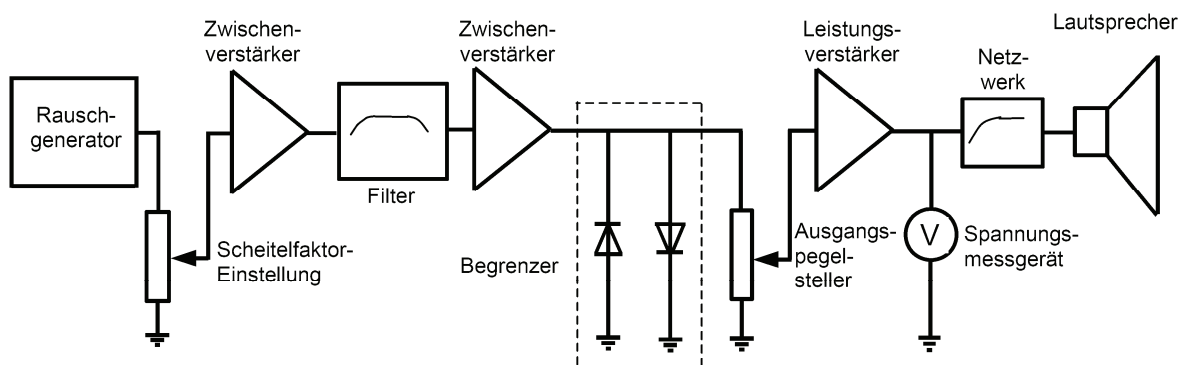 Rausch-
generator
Scheitelfaktor-
Einstellung
Zwischen-
verstärker
Filter
Zwischen-
verstärker
Begrenzer
Ausgangs-
pegel-
steller
Leistungs-
verstärker
V
Spannungs-
messgerät
Netz-
werk
Lautsprecher